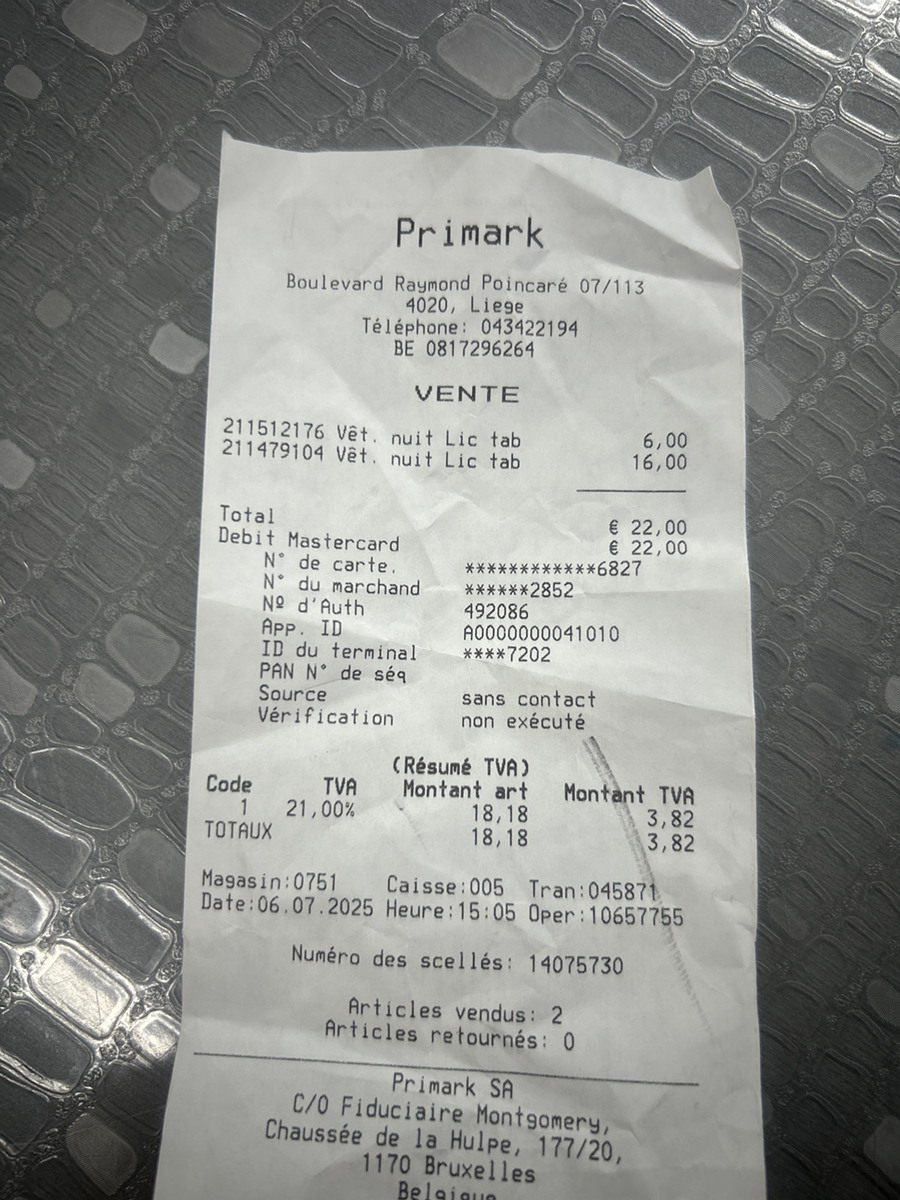 Primark
Boulevard Raymond Poincaré 07/113
4020, Liege
Téléphone: 043422194
BE 0817296264
VENTE
211512176 Vêt. nuit Lic tab 6,00
211479104 Vêt. nuit Lic tab 16,00
Total € 22,00
Debit Mastercard € 22,00
N° de carte. ************6827
N° du marchand ******2852
Nº d'Auth 492086
App. ID A0000000041010
ID du terminal ****7202
PAN N° de séq
Source sans contact
Vérification non exécuté
(Résumé TVA)
Code TVA Montant art Montant TVA
1 21,00% 18,18 3,82
TOTAUX 18,18 3,82
Magasin:0751 Caisse:005 Tran:045871
Date:06.07.2025 Heure:15:05 Oper:10657755
Numéro des scellés: 14075730
Articles vendus: 2
Articles retournés: 0
Primark SA
C/O Fiduciaire Montgomery,
Chaussée de la Hulpe, 177/20,
1170 Bruxelles
Belgique